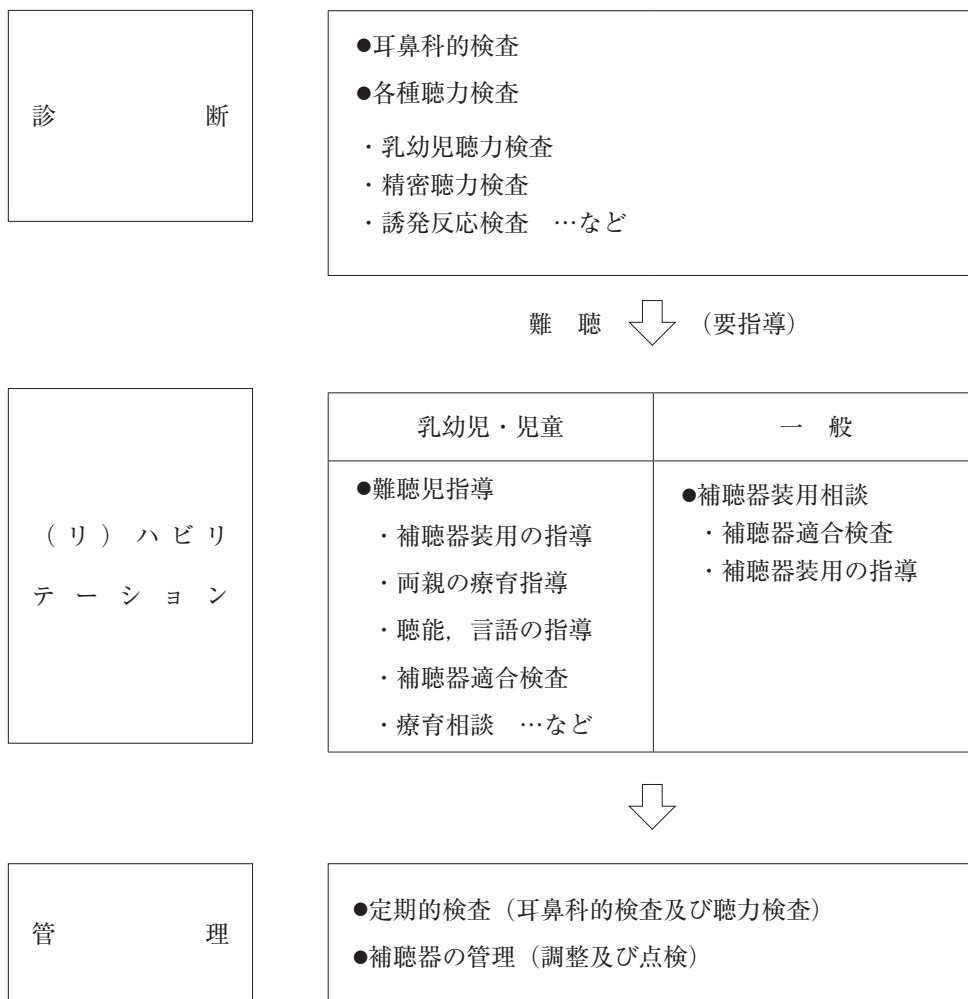 診断
●耳鼻科的検査
●各種聴力検査
・乳幼児聴力検査
・精密聴力検査
・誘発反応検査　…など
難　聴　（要指導）
（リ）ハビリ
テーション
乳幼児・児童
●難聴児指導
・補聴器装用の指導
・両親の療育指導
・聴能，言語の指導
・補聴器適合検査
・療育相談　…など
一　般
●補聴器装用相談
・補聴器適合検査
・補聴器装用の指導
管理
●定期的検査（耳鼻科的検査及び聴力検査）
●補聴器の管理（調整及び点検）